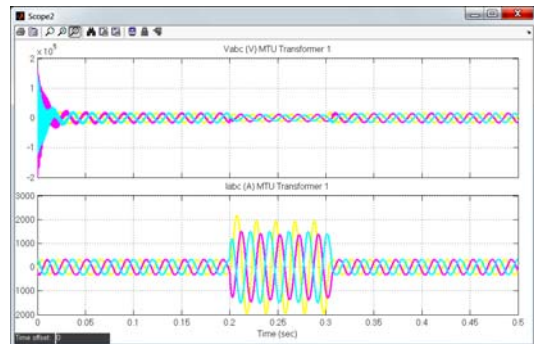 Scope2
× 10⁵
Vabc (V) MTU Transformer 1
2
1
0
-1
-2
Iabc (A) MTU Transformer 1
3000
2000
1000
0
1000
2000
0 0.05 0.1 0.15 0.2 0.25 0.3 0.35 0.4 0.45 0.5
Time (sec)
Time offset: 0